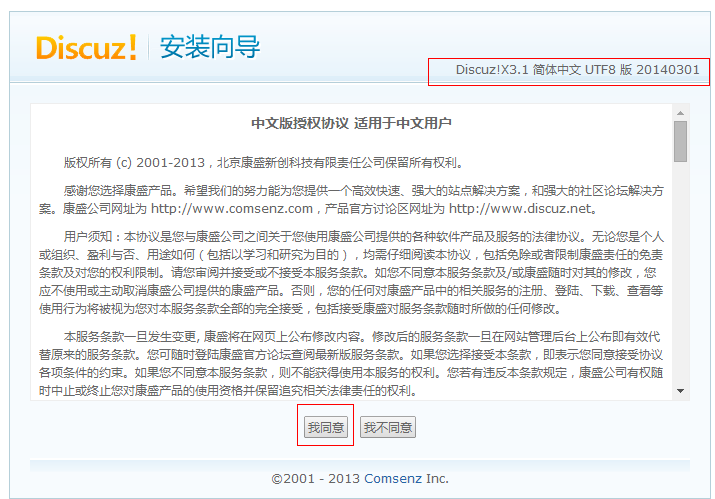 Discuz! 安装向导
Discuz!X3.1 简体中文 UTF8 版 20140301
中文版授权协议 适用于中文用户
版权所有 (c) 2001-2013，北京康盛新创科技有限责任公司保留所有权利。
感谢您选择康盛产品。希望我们的努力能为您提供一个高效快速、强大的站点解决方案，和强大的社区论坛解决方
案。康盛公司网址为 http://www.comsenz.com，产品官方讨论区网址为 http://www.discuz.net。
用户须知：本协议是您与康盛公司之间关于您使用康盛公司提供的各种软件产品及服务的法律协议。无论您是个人
或组织、盈利与否、用途如何（包括以学习和研究为目的），均需仔细阅读本协议，包括免除或者限制康盛责任的免责
条款及对您的权利限制。请您审阅并接受或不接受本服务条款。如您不同意本服务条款及/或康盛随时对其的修改，您
应不使用或主动取消康盛公司提供的康盛产品。否则，您的任何对康盛产品中的相关服务的注册、登陆、下载、查看等
使用行为将被视为您对本服务条款全部的完全接受，包括接受康盛对服务条款随时所做的任何修改。
本服务条款一旦发生变更, 康盛将在网页上公布修改内容。修改后的服务条款一旦在网站管理后台上公布即有效代
替原来的服务条款。您可随时登陆康盛官方论坛查阅最新版服务条款。如果您选择接受本条款，即表示您同意接受协议
各项条件的约束。如果您不同意本服务条款，则不能获得使用本服务的权利。您若有违反本条款规定，康盛公司有权随
时中止或终止您对康盛产品的使用资格并保留追究相关法律责任的权利。
我同意 我不同意
©2001 - 2013 Comsenz Inc.